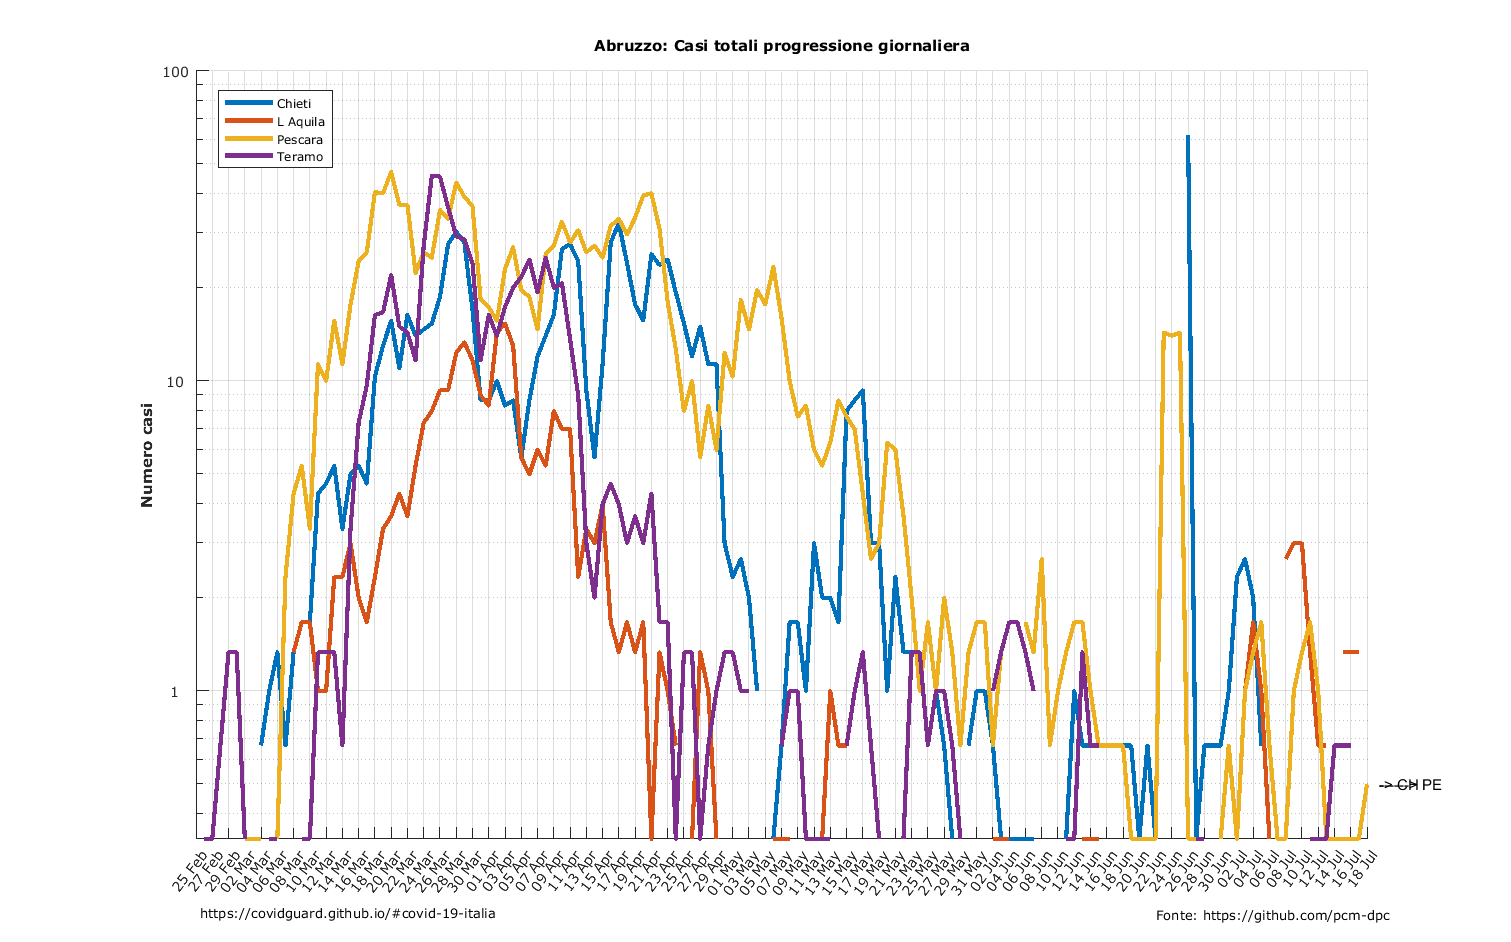 Abruzzo: Casi totali progressione giornaliera
100
10
1
Numero casi
Chieti
L Aquila
Pescara
Teramo
-> PE
25 Feb
27 Feb
29 Feb
02 Mar
04 Mar
06 Mar
08 Mar
10 Mar
12 Mar
14 Mar
16 Mar
18 Mar
20 Mar
22 Mar
24 Mar
26 Mar
28 Mar
30 Mar
01 Apr
03 Apr
05 Apr
07 Apr
09 Apr
11 Apr
13 Apr
15 Apr
17 Apr
19 Apr
21 Apr
23 Apr
25 Apr
27 Apr
29 Apr
01 May
03 May
05 May
07 May
09 May
11 May
13 May
15 May
17 May
19 May
21 May
23 May
25 May
27 May
29 May
31 May
02 Jun
04 Jun
06 Jun
08 Jun
10 Jun
12 Jun
14 Jun
16 Jun
18 Jun
20 Jun
22 Jun
24 Jun
26 Jun
28 Jun
30 Jun
02 Jul
04 Jul
06 Jul
08 Jul
10 Jul
12 Jul
14 Jul
16 Jul
18 Jul
https://covidguard.github.io/#covid-19-italia
Fonte: https://github.com/pcm-dpc